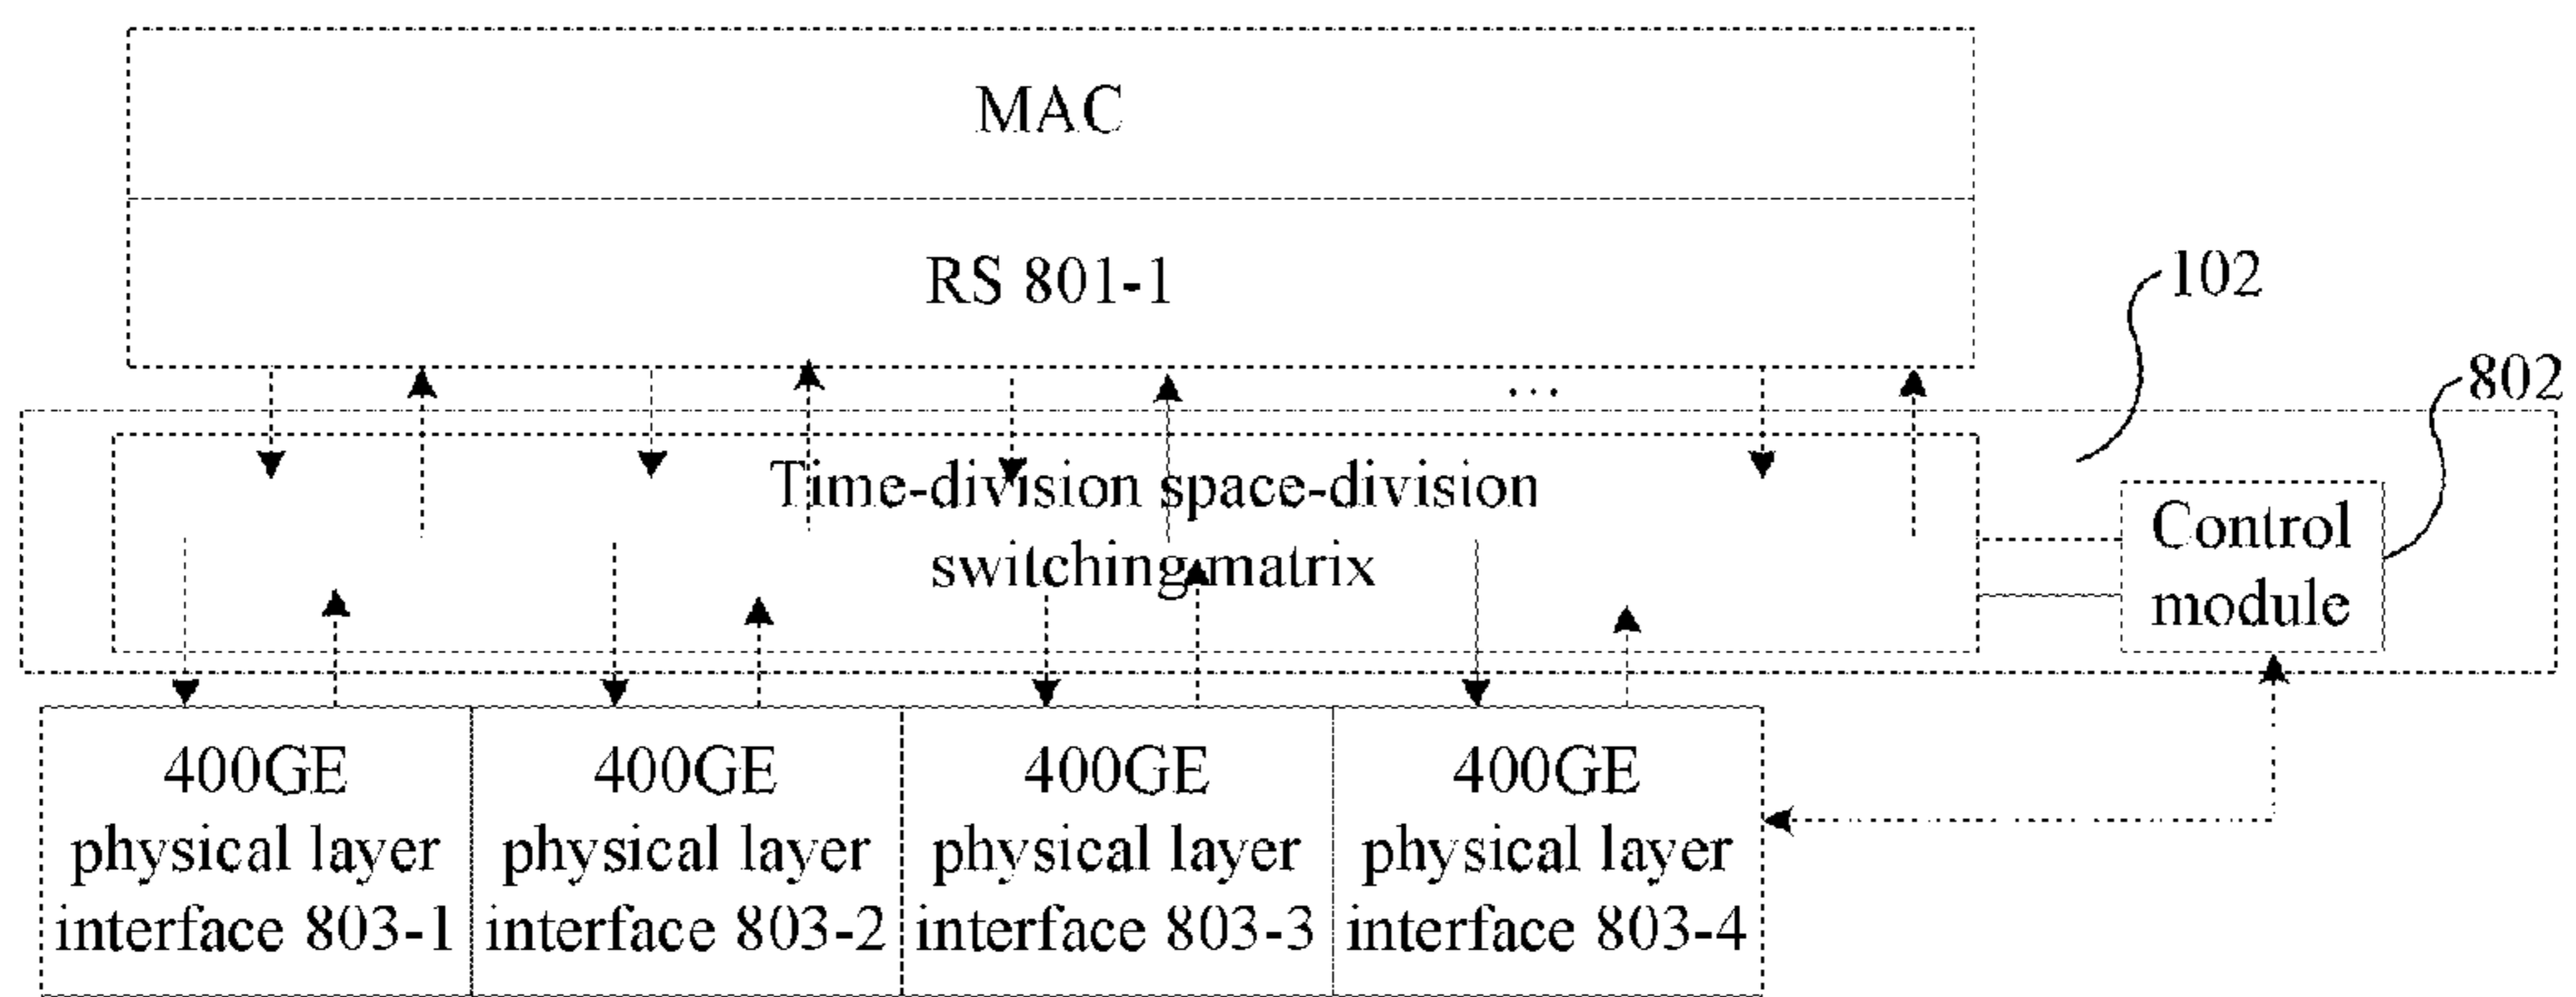 MAC
RS 801-1
102
...
802
Time-division space-division
switching matrix
Control
module
400GE
physical layer
interface 803-1
400GE
physical layer
interface 803-2
400GE
physical layer
interface 803-3
400GE
physical layer
interface 803-4